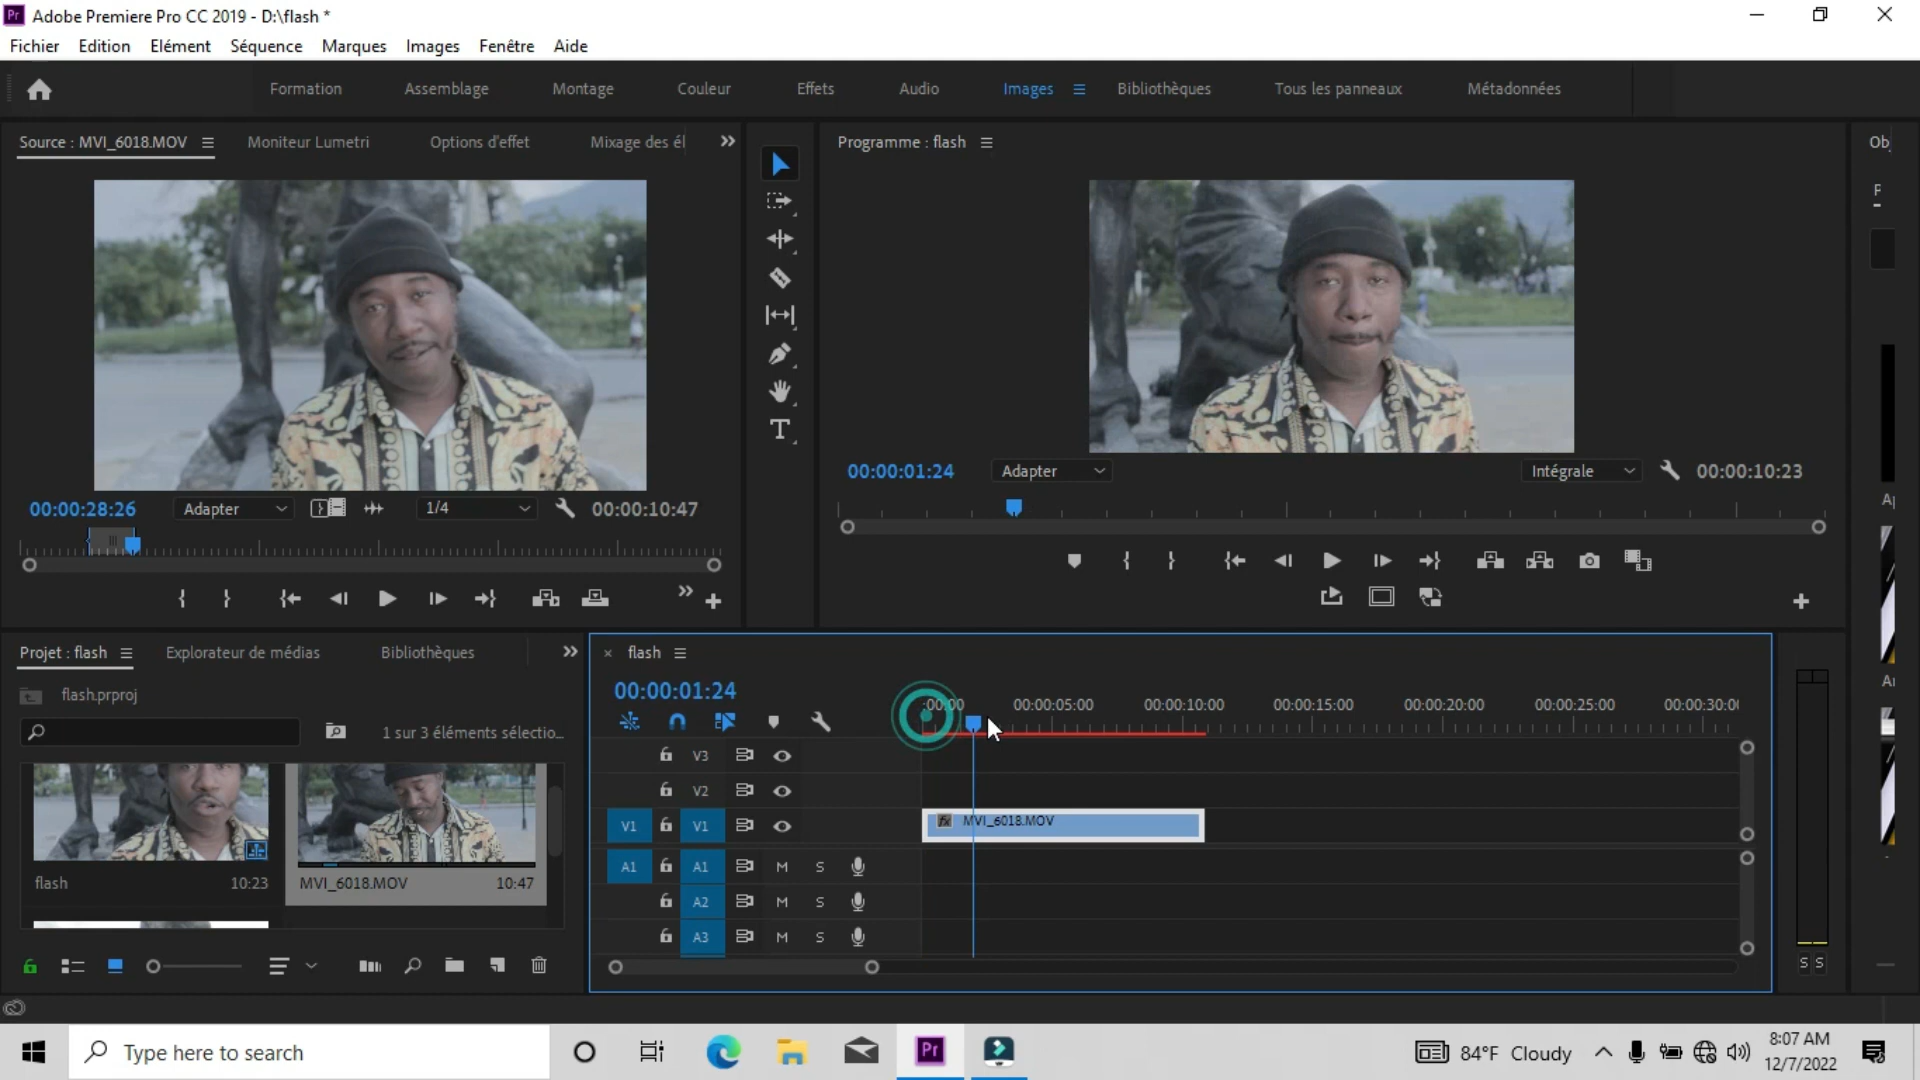 Pr Adobe Premiere Pro CC 2019 - D:\flash *
Fichier Edition Elément Séquence Marques Images Fenêtre Aide
Formation Assemblage Montage Couleur Effets Audio Images Bibliothèques Tous les panneaux Métadonnées
Source : MVI_6018.MOV Moniteur Lumetri Options d'effet Mixage des él
Programme : flash
Ob
00:00:28:26 Adapter 1/4 00:00:10:47
00:00:01:24 Adapter Intégrale 00:00:10:23
Projet : flash Explorateur de médias Bibliothèques
flash.prproj
1 sur 3 éléments sélectio...
flash 10:23
MVI_6018.MOV 10:47
× flash
00:00:01:24
:00:00 00:00:05:00 00:00:10:00 00:00:15:00 00:00:20:00 00:00:25:00 00:00:30:0
V3
V2
V1 V1 fx MVI_6018.MOV
A1 A1 M S
A2 M S
A3 M S
S S
Type here to search
Pr
84°F Cloudy
8:07 AM
12/7/2022